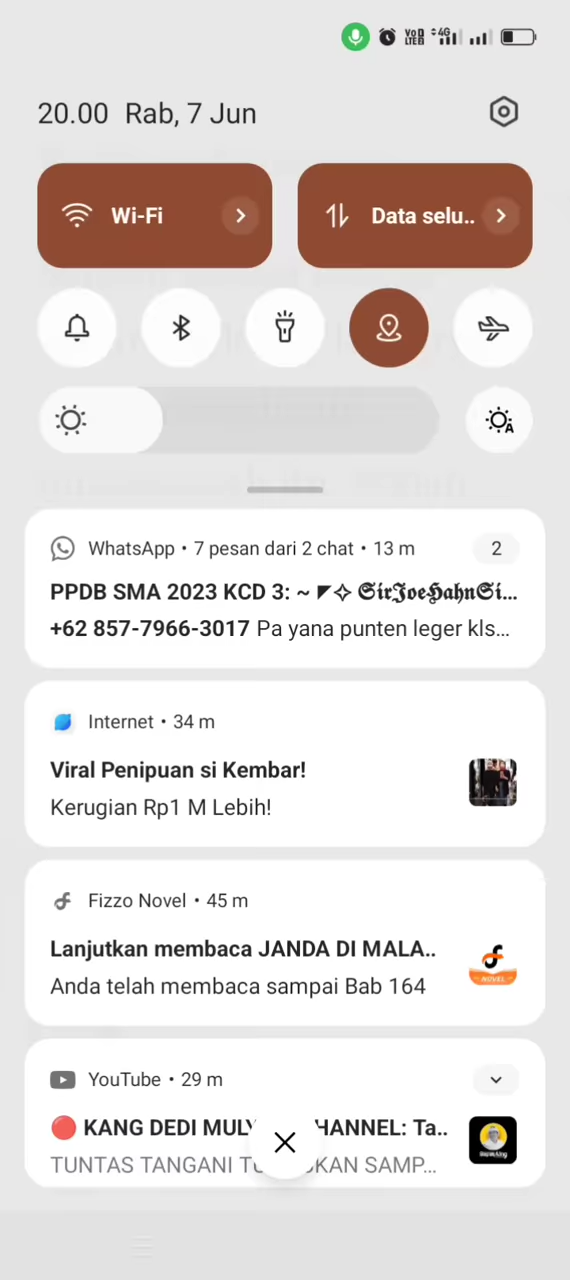 20.00 Rab, 7 Jun
Wi-Fi
Data selu..
WhatsApp • 7 pesan dari 2 chat • 13 m
2
PPDB SMA 2023 KCD 3: ~ ◤✧ 𝕾𝖎𝖗𝕵𝖔𝖊𝕳𝖆𝖍𝖓𝕾𝖎...
+62 857-7966-3017 Pa yana punten leger kls...
Internet • 34 m
Viral Penipuan si Kembar!
Kerugian Rp1 M Lebih!
Fizzo Novel • 45 m
Lanjutkan membaca JANDA DI MALA..
Anda telah membaca sampai Bab 164
NOVEL
YouTube • 29 m
🔴 KANG DEDI HANNEL: Ta..
TUNTAS TANGANI SAMP...